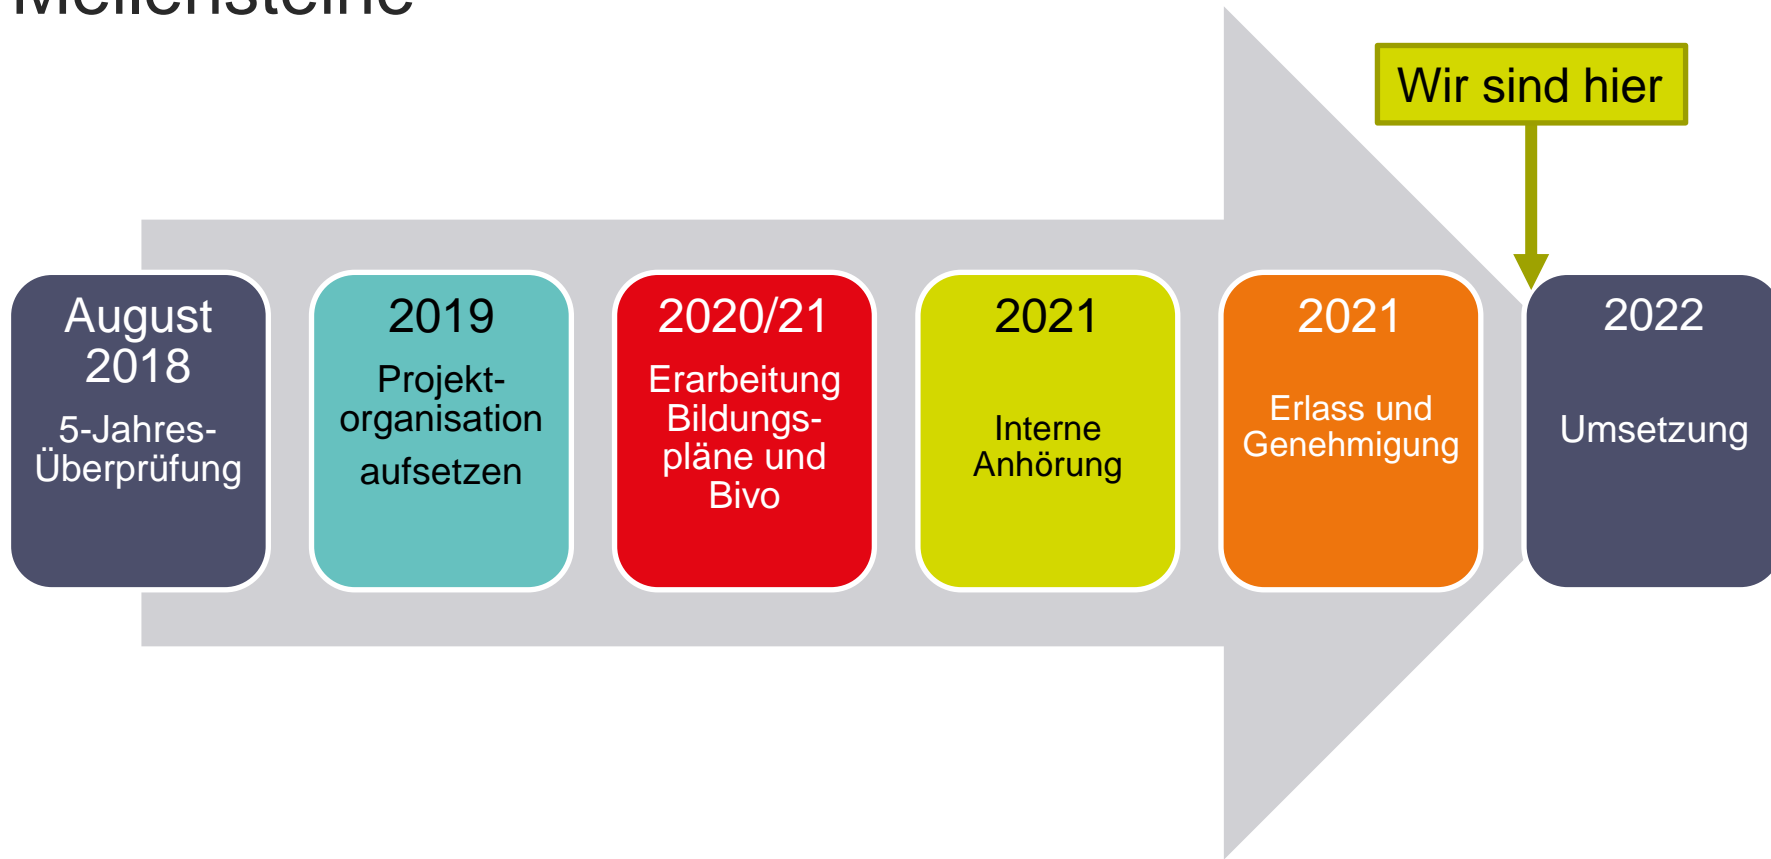 Meilensteine
Wir sind hier
August
2018
5-Jahres-
Überprüfung
2019
Projekt-
organisation
aufsetzen
2020/21
Erarbeitung
Bildungs-
pläne und
Bivo
2021
Interne
Anhörung
2021
Erlass und
Genehmigung
2022
Umsetzung